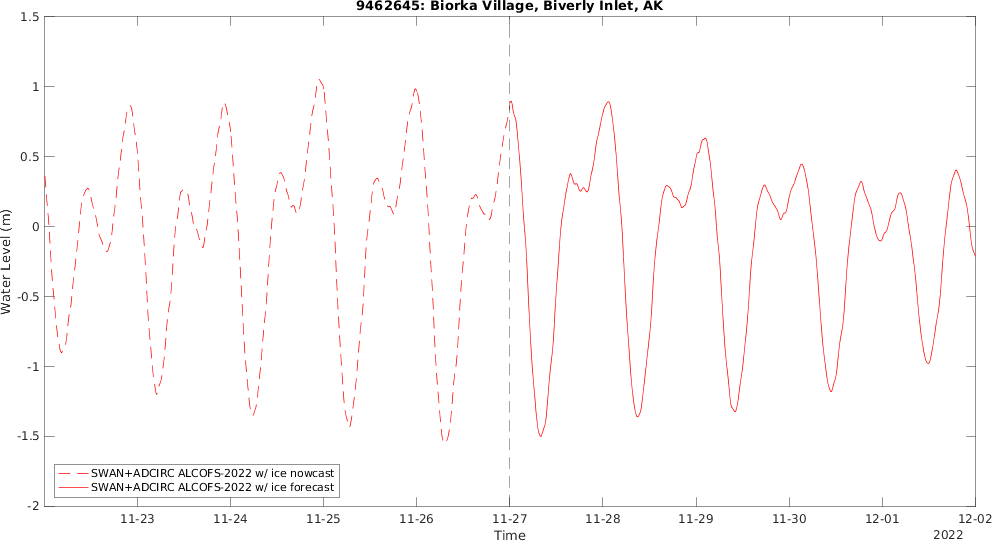 9462645: Biorka Village, Biverly Inlet, AK
1.5
1
0.5
0
-0.5
-1
-1.5
-2
Water Level (m)
SWAN+ADCIRC ALCOFS-2022 w/ ice nowcast
SWAN+ADCIRC ALCOFS-2022 w/ ice forecast
11-23 11-24 11-25 11-26 11-27 11-28 11-29 11-30 12-01 12-02
Time
2022